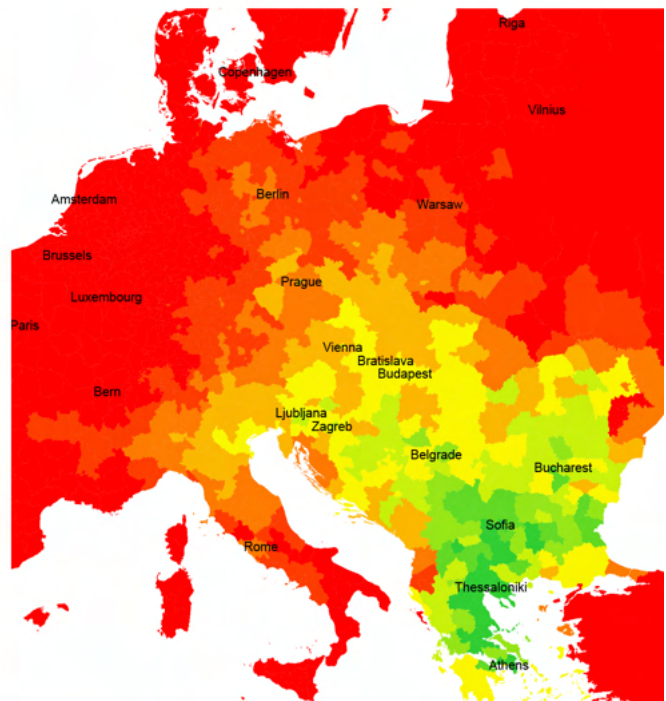 Riga
Copenhagen
Vilnius
Berlin
Amsterdam
Warsaw
Brussels
Prague
Luxembourg
Paris
Vienna
Bratislava
Budapest
Bern
Ljubljana
Zagreb
Belgrade
Bucharest
Sofia
Rome
Thessaloniki
Athens